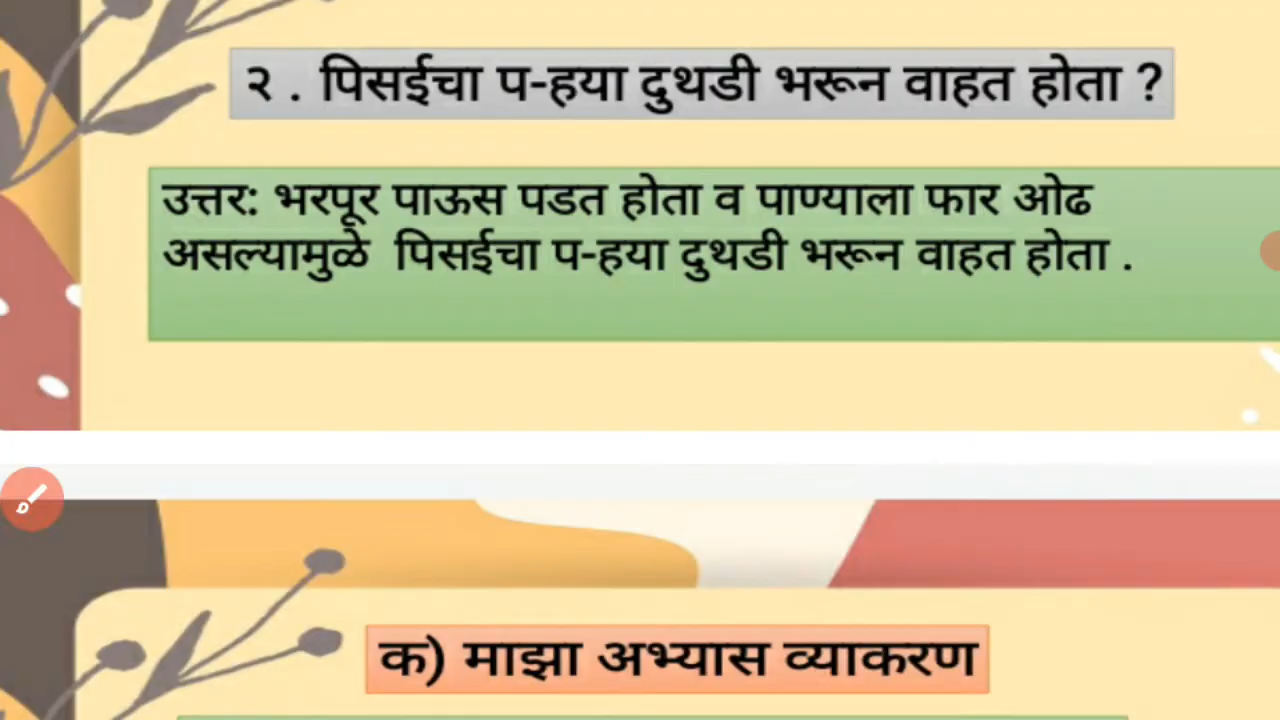 २ . पिसईचा प-हया दुथडी भरून वाहत होता ?
उत्तर: भरपूर पाऊस पडत होता व पाण्याला फार ओढ
असल्यामुळे पिसईचा प-हया दुथडी भरून वाहत होता .
क) माझा अभ्यास व्याकरण